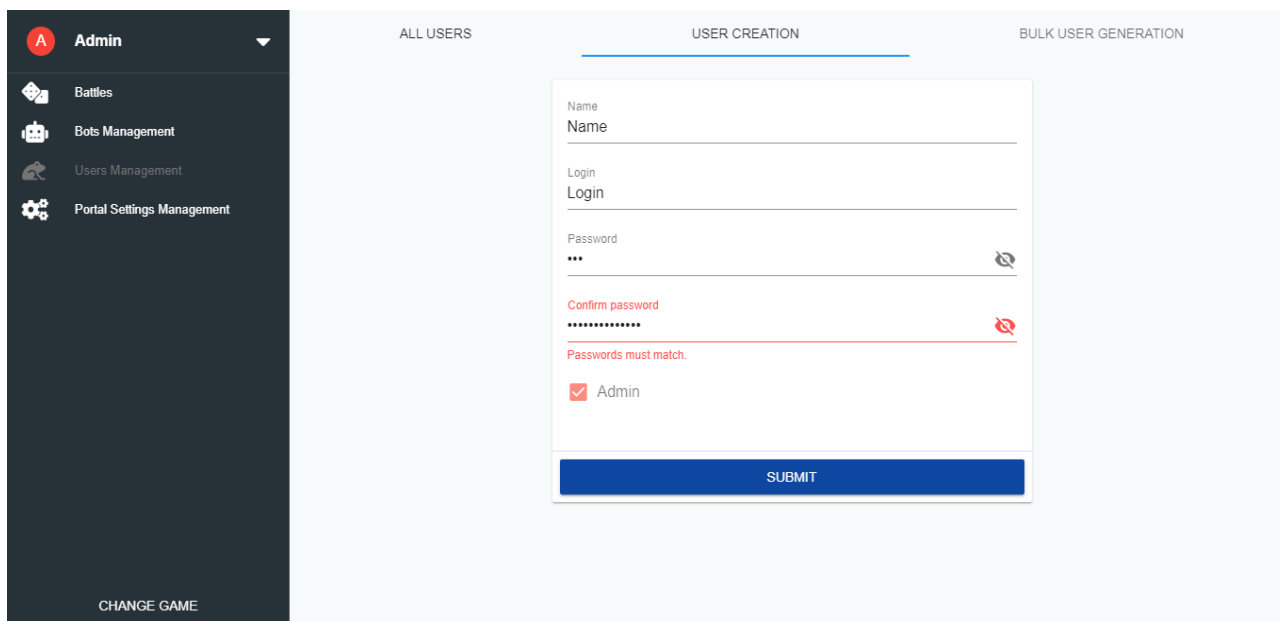 A
Admin
Battles
Bots Management
Users Management
Portal Settings Management
CHANGE GAME
ALL USERS
USER CREATION
BULK USER GENERATION
Name
Name
Login
Login
Password
•••
Confirm password
••••••••••••••
Passwords must match.
Admin
SUBMIT